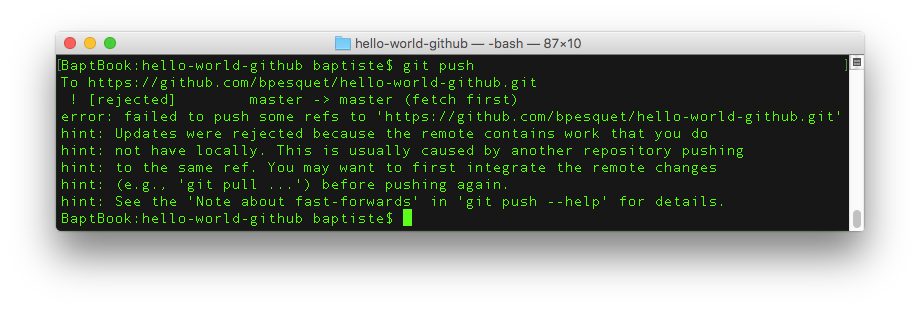 hello-world-github — -bash — 87×10
[BaptBook:hello-world-github baptiste$ git push ]
To https://github.com/bpesquet/hello-world-github.git
 ! [rejected]        master -> master (fetch first)
error: failed to push some refs to 'https://github.com/bpesquet/hello-world-github.git'
hint: Updates were rejected because the remote contains work that you do
hint: not have locally. This is usually caused by another repository pushing
hint: to the same ref. You may want to first integrate the remote changes
hint: (e.g., 'git pull ...') before pushing again.
hint: See the 'Note about fast-forwards' in 'git push --help' for details.
BaptBook:hello-world-github baptiste$